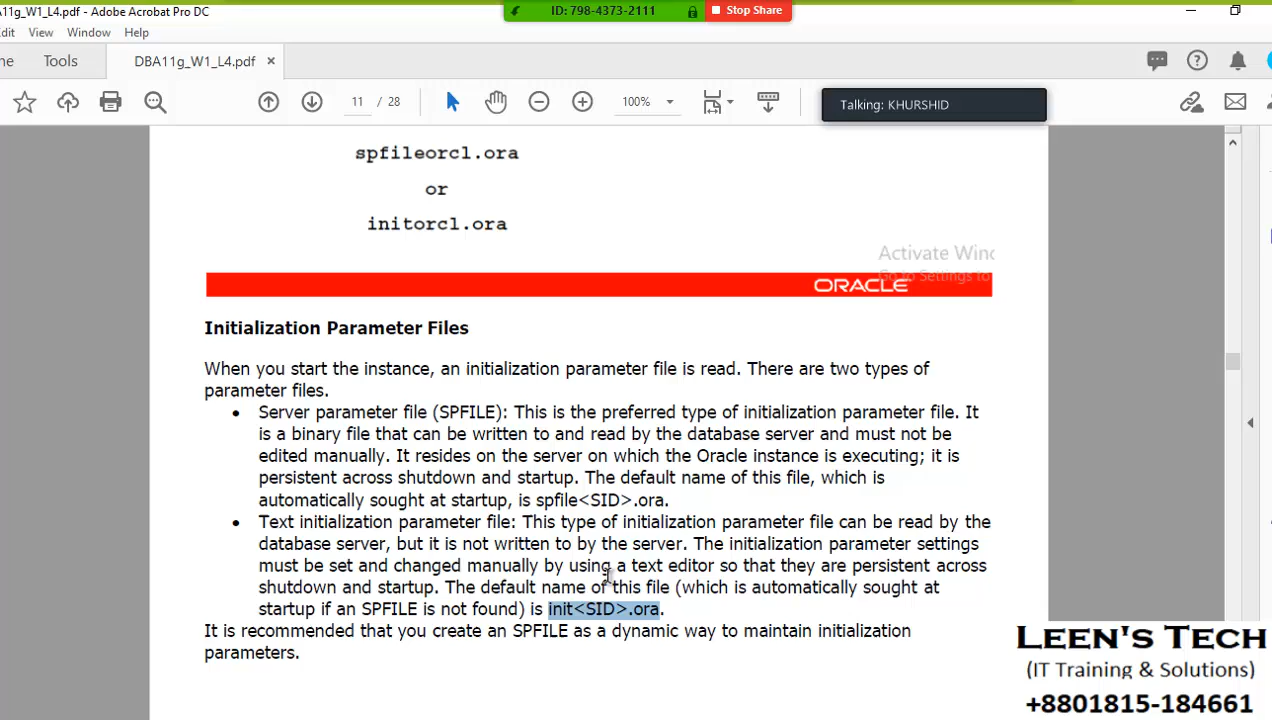 11g_W1_L4.pdf - Adobe Acrobat Pro DC
ID: 798-4373-2111
Stop Share
View Window Help
Tools
DBA11g_W1_L4.pdf ×
11 / 28
100%
Talking: KHURSHID
spfileorcl.ora
or
initorcl.ora
Activate Winc
Go to Settings to
ORACLE
Initialization Parameter Files
When you start the instance, an initialization parameter file is read. There are two types of
parameter files.
• Server parameter file (SPFILE): This is the preferred type of initialization parameter file. It
is a binary file that can be written to and read by the database server and must not be
edited manually. It resides on the server on which the Oracle instance is executing; it is
persistent across shutdown and startup. The default name of this file, which is
automatically sought at startup, is spfile<SID>.ora.
• Text initialization parameter file: This type of initialization parameter file can be read by the
database server, but it is not written to by the server. The initialization parameter settings
must be set and changed manually by using a text editor so that they are persistent across
shutdown and startup. The default name of this file (which is automatically sought at
startup if an SPFILE is not found) is init<SID>.ora.
It is recommended that you create an SPFILE as a dynamic way to maintain initialization
parameters.
LEEN'S TECH
(IT Training & Solutions)
+8801815-184661